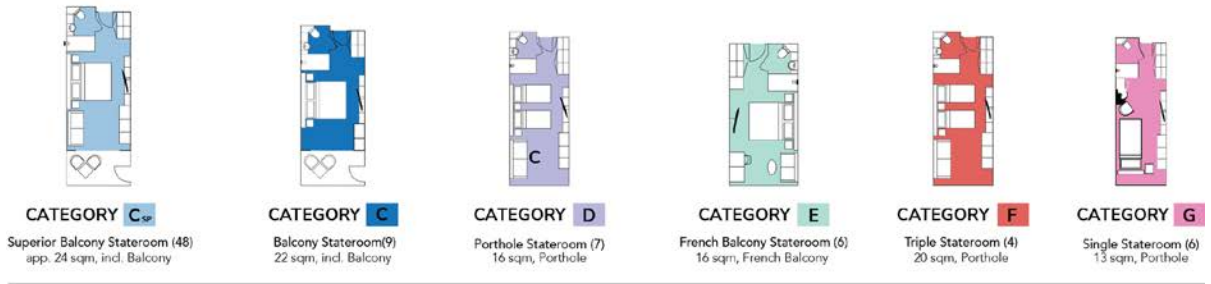 C
CATEGORY C SP
Superior Balcony Stateroom (48)
app. 24 sqm, incl. Balcony
CATEGORY C
Balcony Stateroom(9)
22 sqm, incl. Balcony
CATEGORY D
Porthole Stateroom (7)
16 sqm, Porthole
CATEGORY E
French Balcony Stateroom (6)
16 sqm, French Balcony
CATEGORY F
Triple Stateroom (4)
20 sqm, Porthole
CATEGORY G
Single Stateroom (6)
13 sqm, Porthole